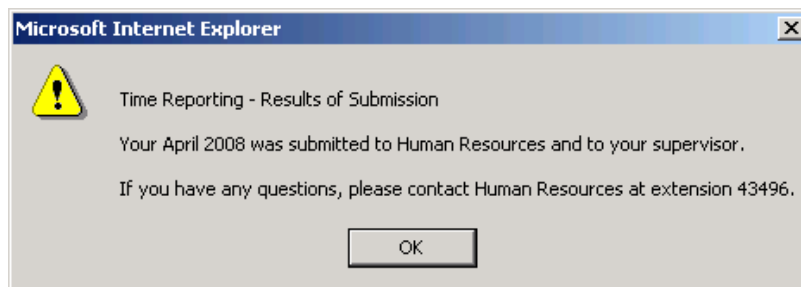 Microsoft Internet Explorer
Time Reporting - Results of Submission
Your April 2008 was submitted to Human Resources and to your supervisor.
If you have any questions, please contact Human Resources at extension 43496.
OK